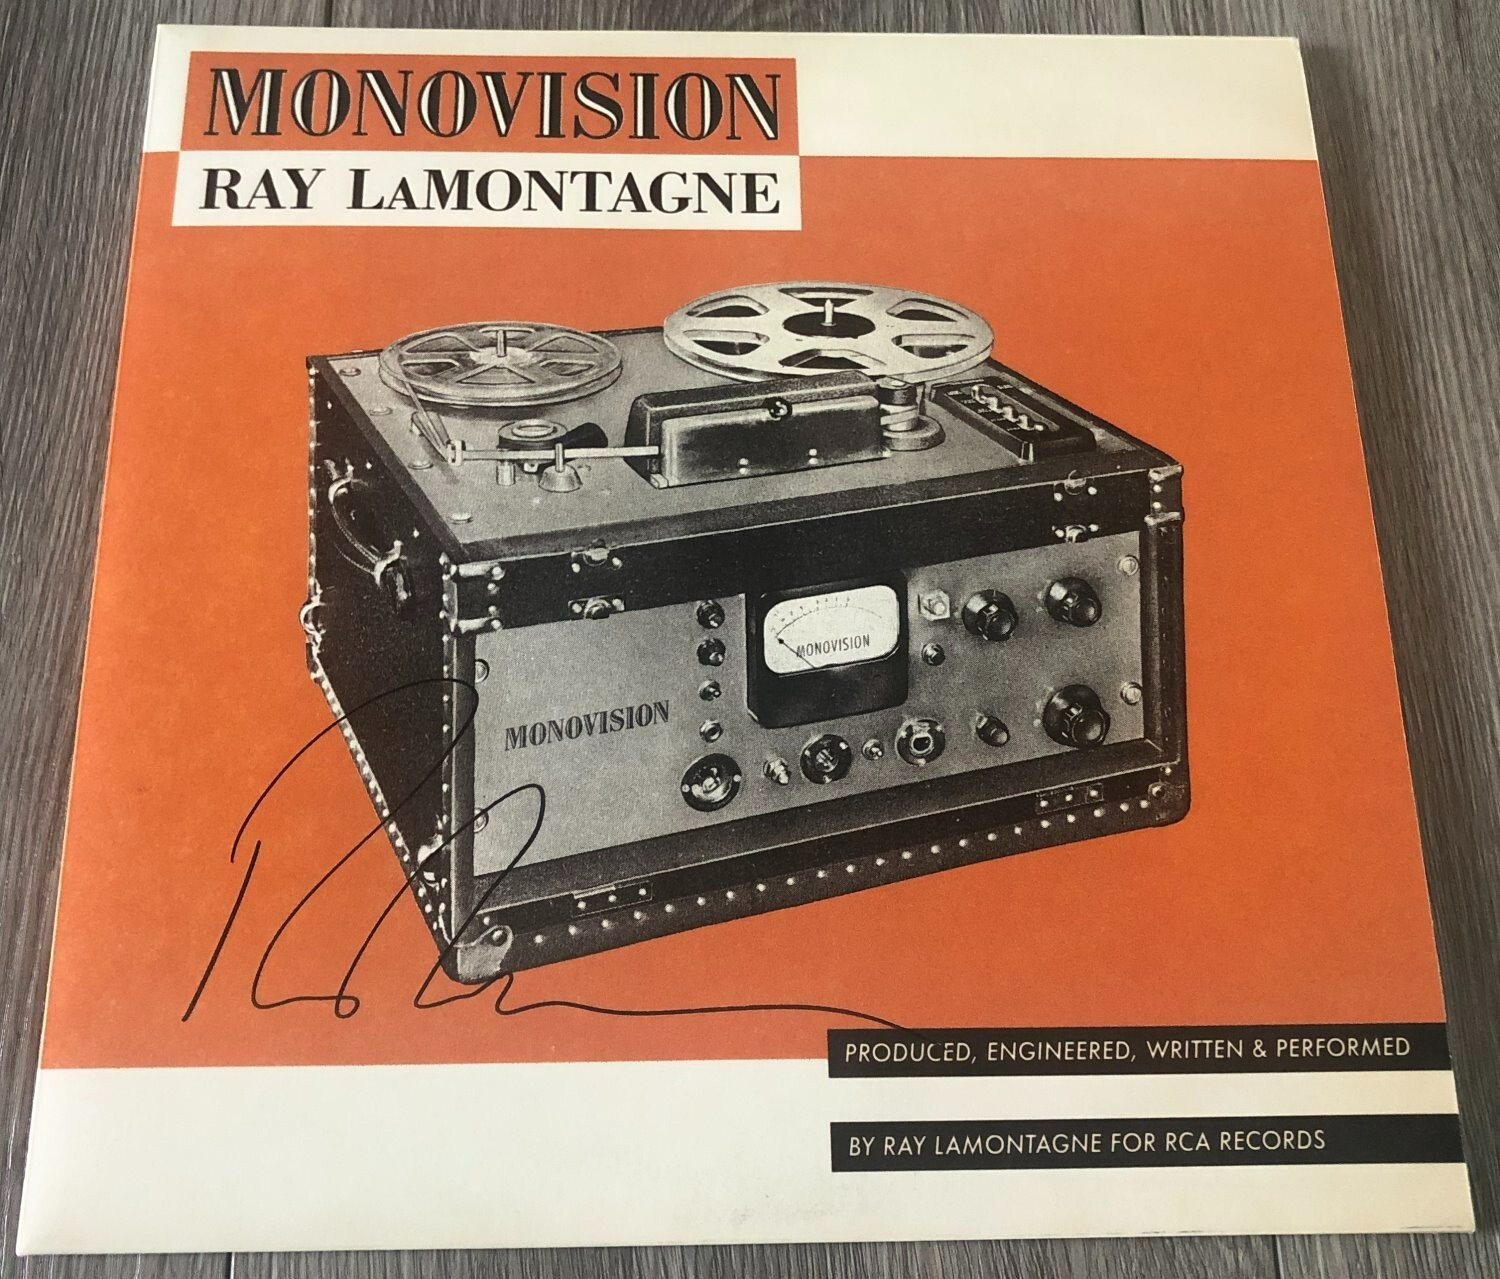 MONOVISION
RAY LAMONTAGNE
MONOVISION
MONOVISION
PRODUCED, ENGINEERED, WRITTEN & PERFORMED
BY RAY LAMONTAGNE FOR RCA RECORDS